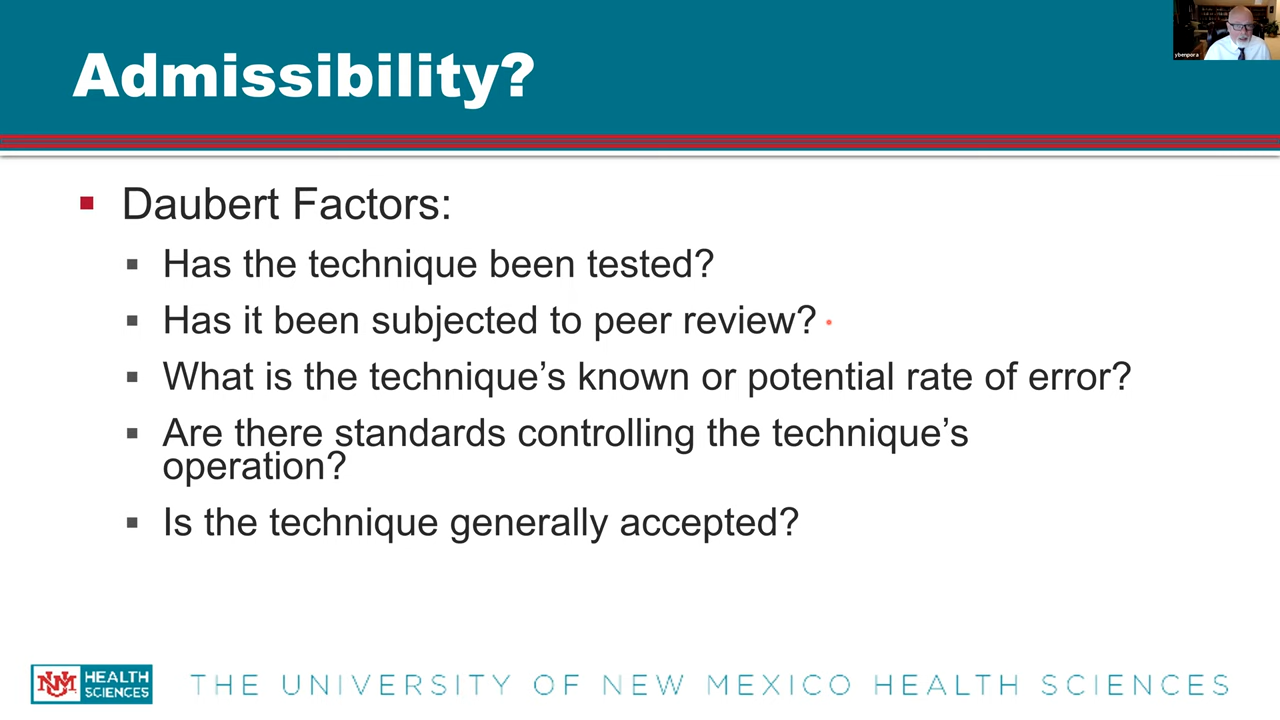 Admissibility?
ybenpora
Daubert Factors:
Has the technique been tested?
Has it been subjected to peer review?
What is the technique’s known or potential rate of error?
Are there standards controlling the technique’s
operation?
Is the technique generally accepted?
UNM HEALTH
SCIENCES
THE UNIVERSITY OF NEW MEXICO HEALTH SCIENCES